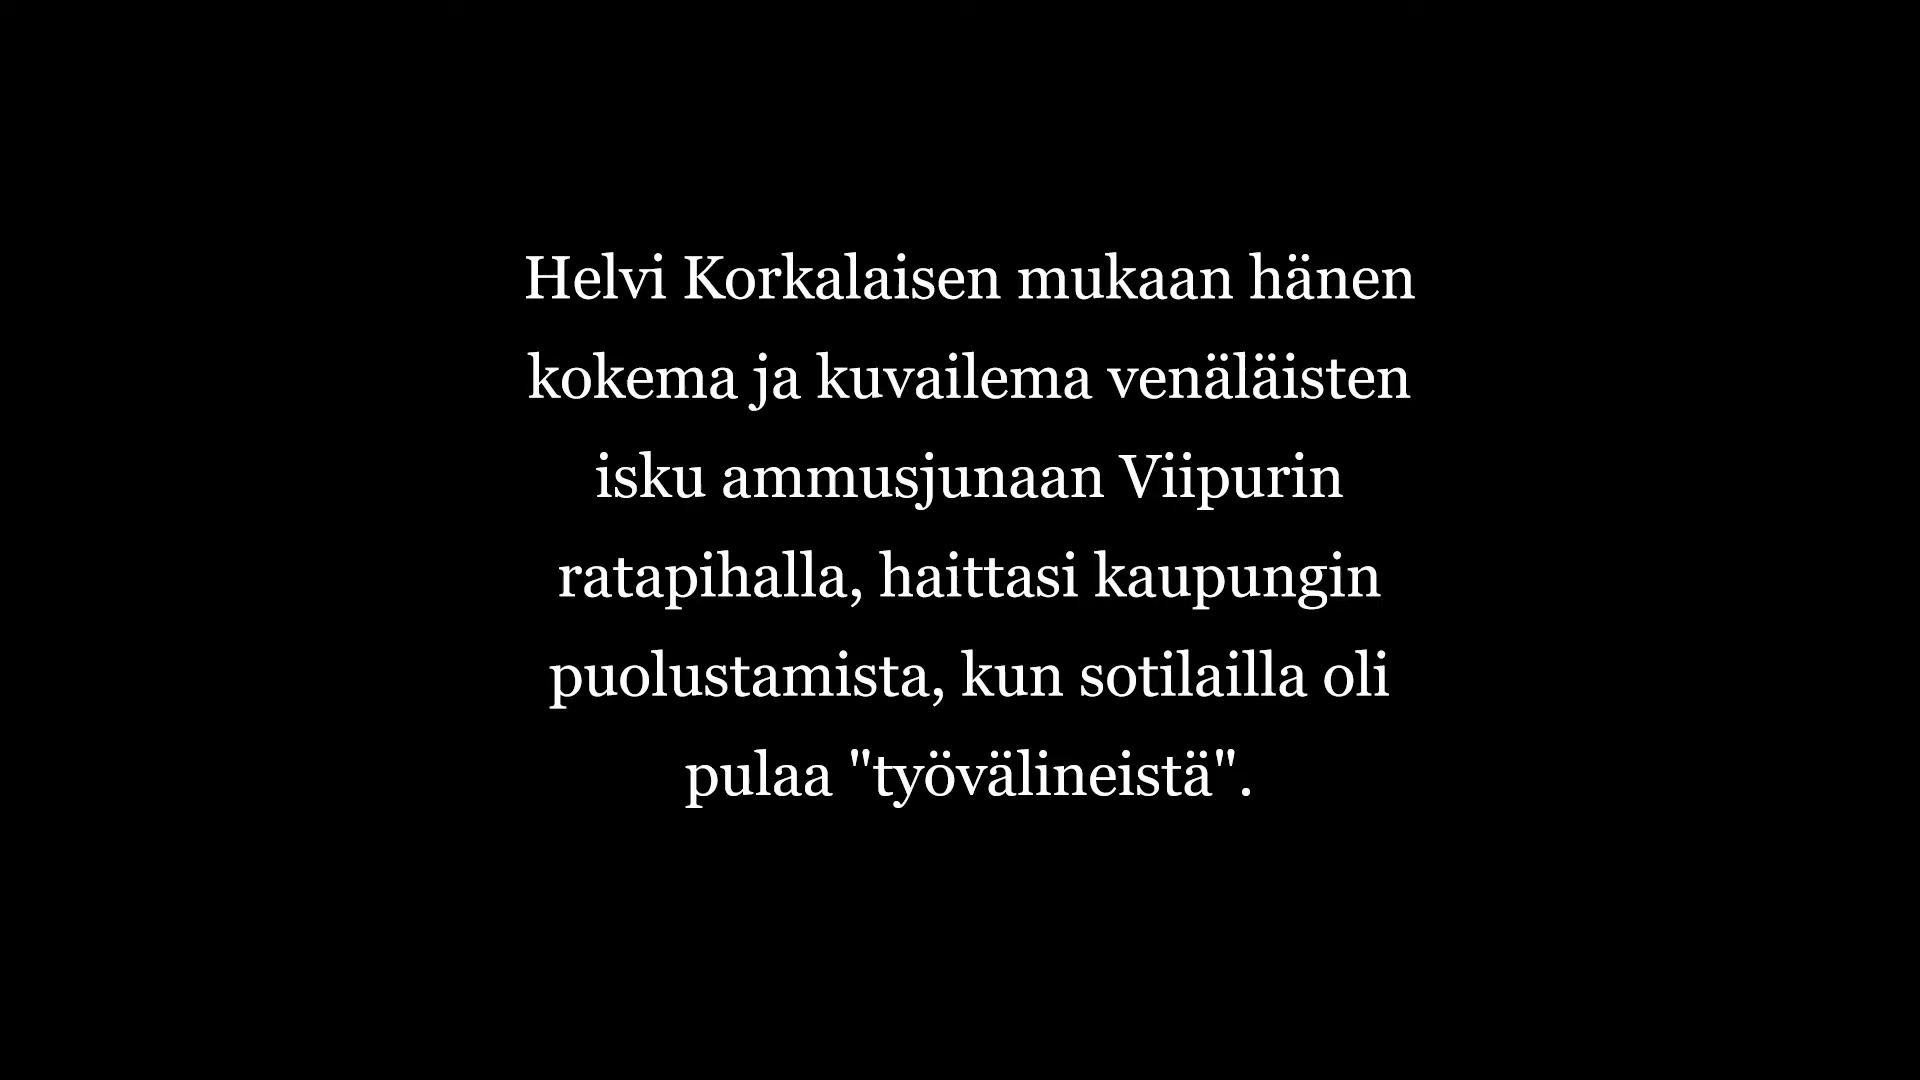 Helvi Korkalaisen mukaan hänen
kokema ja kuvailema venäläisten
isku ammusjunaan Viipurin
ratapihalla, haittasi kaupungin
puolustamista, kun sotilailla oli
pulaa "työvälineistä".